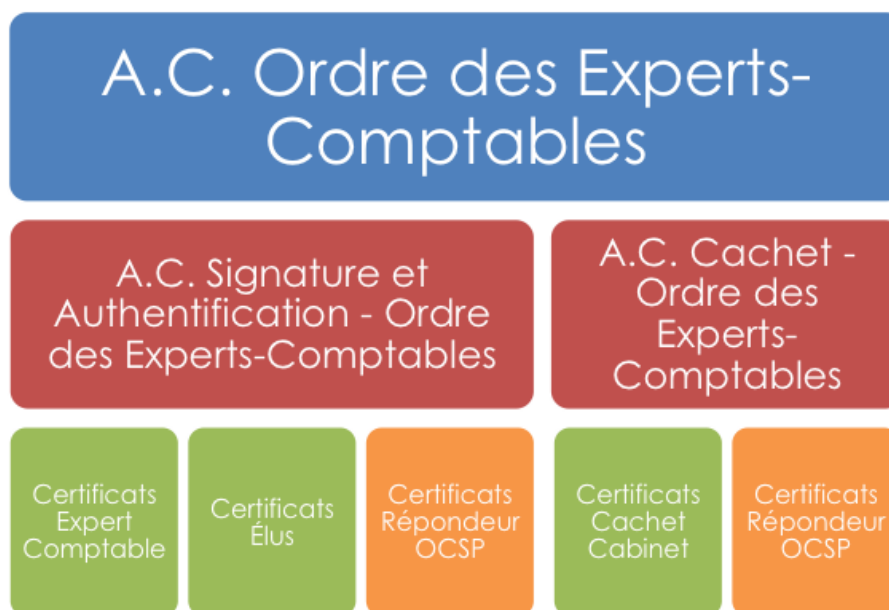 A.C. Ordre des Experts-
Comptables
A.C. Signature et
Authentification - Ordre
des Experts-Comptables
A.C. Cachet -
Ordre des
Experts-
Comptables
Certificats
Expert
Comptable
Certificats
Élus
Certificats
Répondeur
OCSP
Certificats
Cachet
Cabinet
Certificats
Répondeur
OCSP